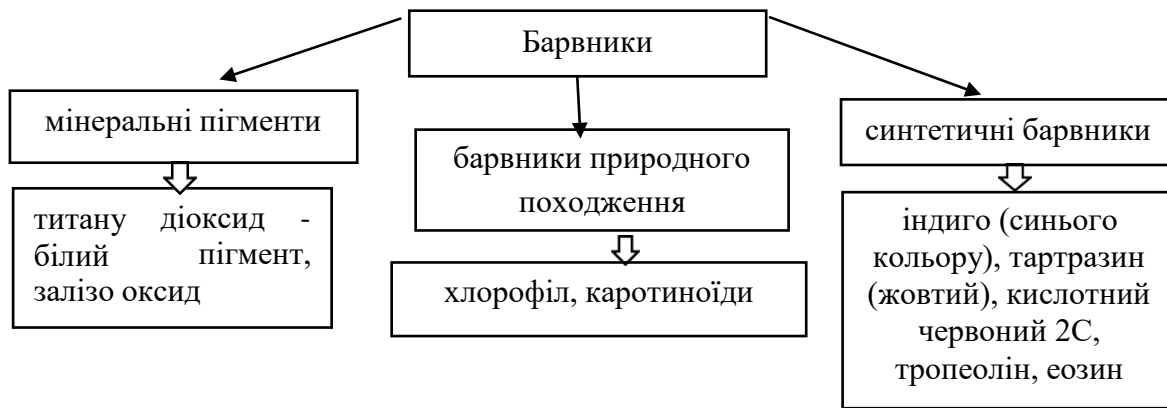 Барвники
мінеральні пігменти
барвники природного
походження
синтетичні барвники
титану діоксид -
білий пігмент,
залізо оксид
хлорофіл, каротиноїди
індиго (синього
кольору), тартразин
(жовтий), кислотний
червоний 2С,
тропеолін, еозин